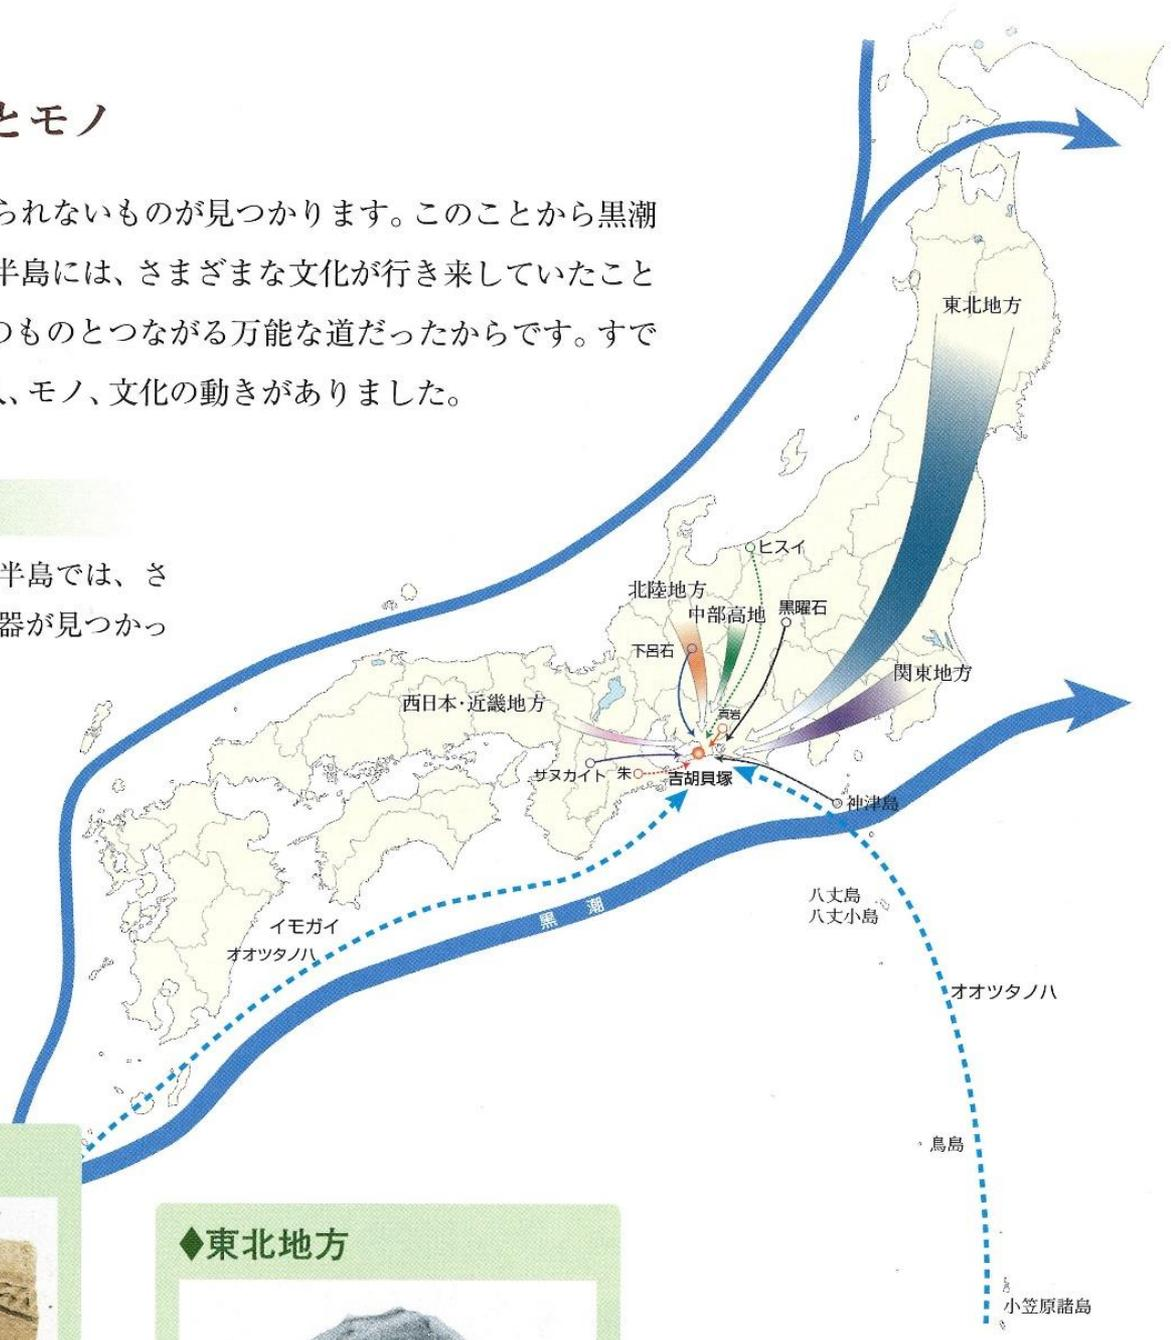 とモノ
られないものが見つかります。このことから黒潮
半島には、さまざまな文化が行き来していたこと
のものとつながる万能な道だったからです。すで
人、モノ、文化の動きがありました。
半島では、さ
器が見つかっ
東北地方
ヒスイ
北陸地方
中部高地
黒曜石
下呂石
関東地方
西日本・近畿地方
サヌカイト
朱
吉胡貝塚
神津島
黒潮
八丈島
八丈小島
イモガイ
オオツタノハ
オオツタノハ
鳥島
◆東北地方
小笠原諸島